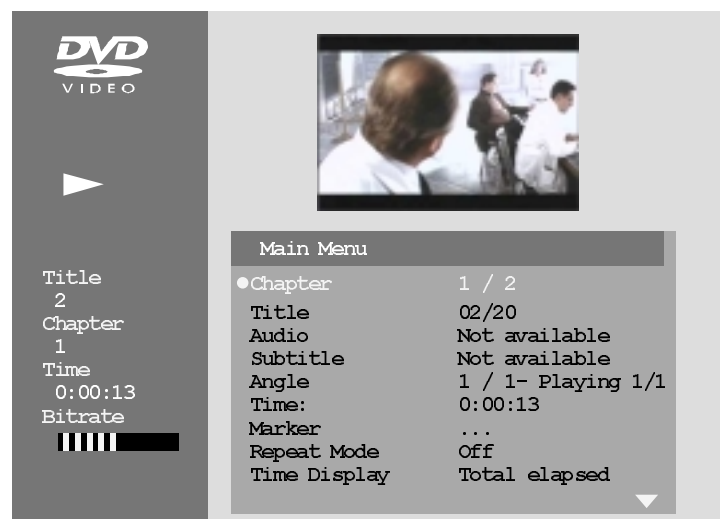 DVD
VIDEO
Title
2
Chapter
1
Time
0:00:13
Bitrate
Main Menu
Chapter 1 / 2
Title 02/20
Audio Not available
Subtitle Not available
Angle 1 / 1- Playing 1/1
Time: 0:00:13
Marker ...
Repeat Mode Off
Time Display Total elapsed